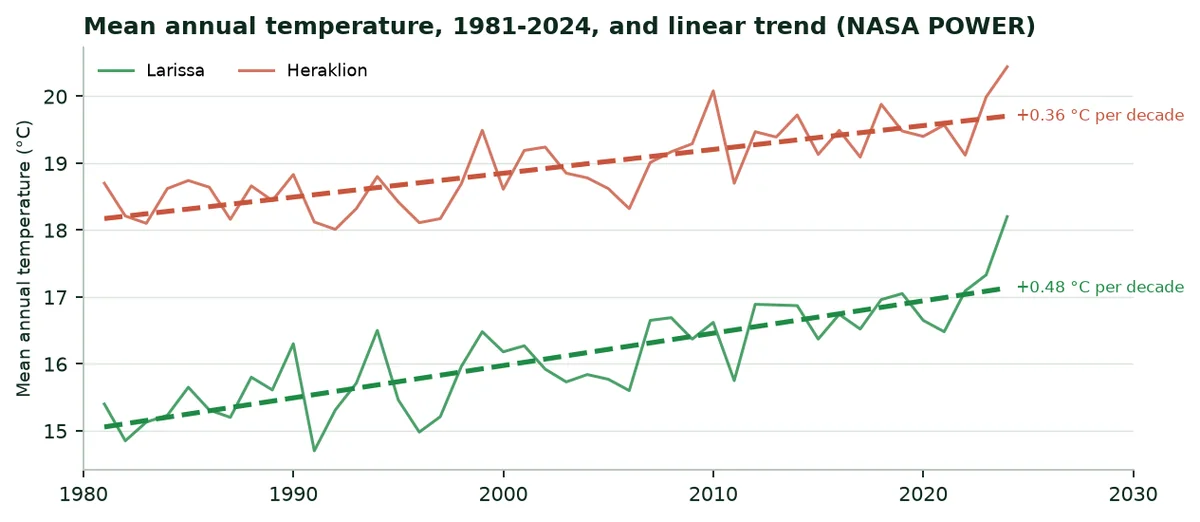 Mean annual temperature, 1981-2024, and linear trend (NASA POWER)
Larissa
Heraklion
Mean annual temperature (°C)
20
19
18
17
16
15
+0.36 °C per decade
+0.48 °C per decade
1980
1990
2000
2010
2020
2030